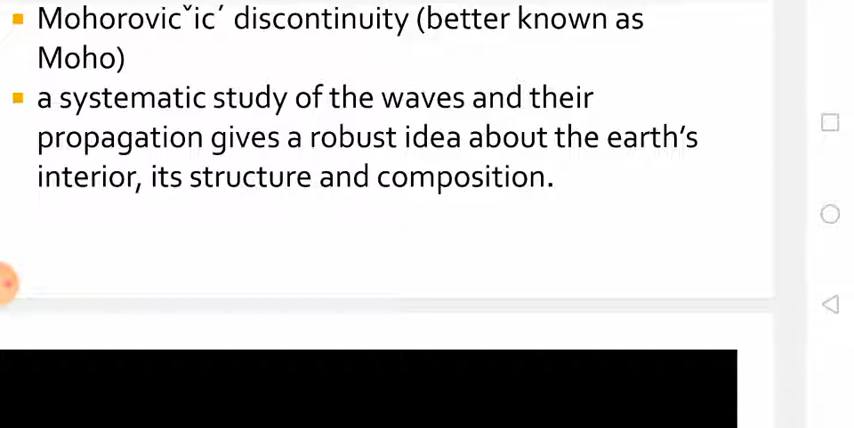 ▪ Mohorovicˇic´ discontinuity (better known as
Moho)
▪ a systematic study of the waves and their
propagation gives a robust idea about the earth’s
interior, its structure and composition.